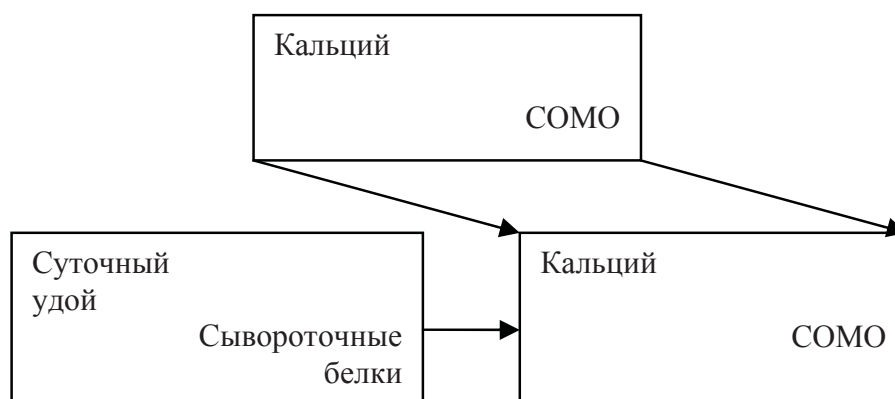 Кальций
СОМО
Суточный
удой
Сывороточные
белки
Кальций
СОМО